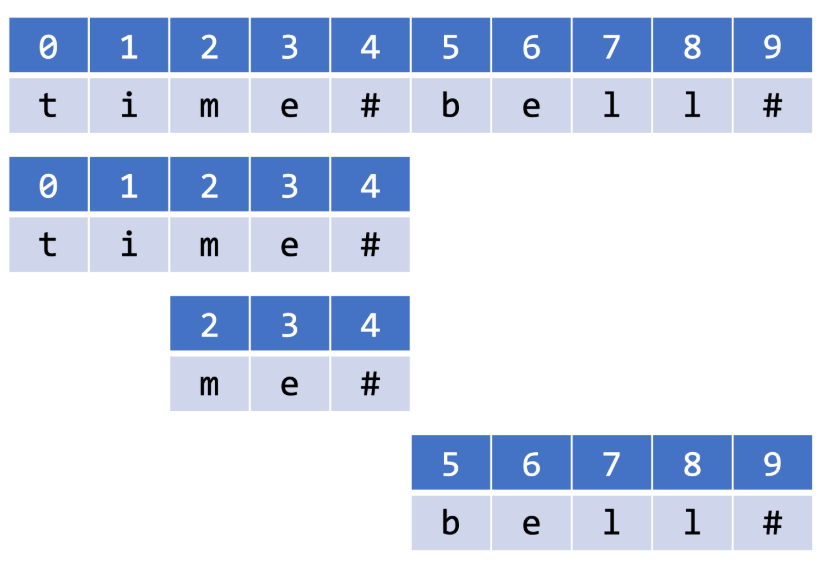 0 1 2 3 4 5 6 7 8 9
t i m e # b e l l #
0 1 2 3 4
t i m e #
2 3 4
m e #
5 6 7 8 9
b e l l #